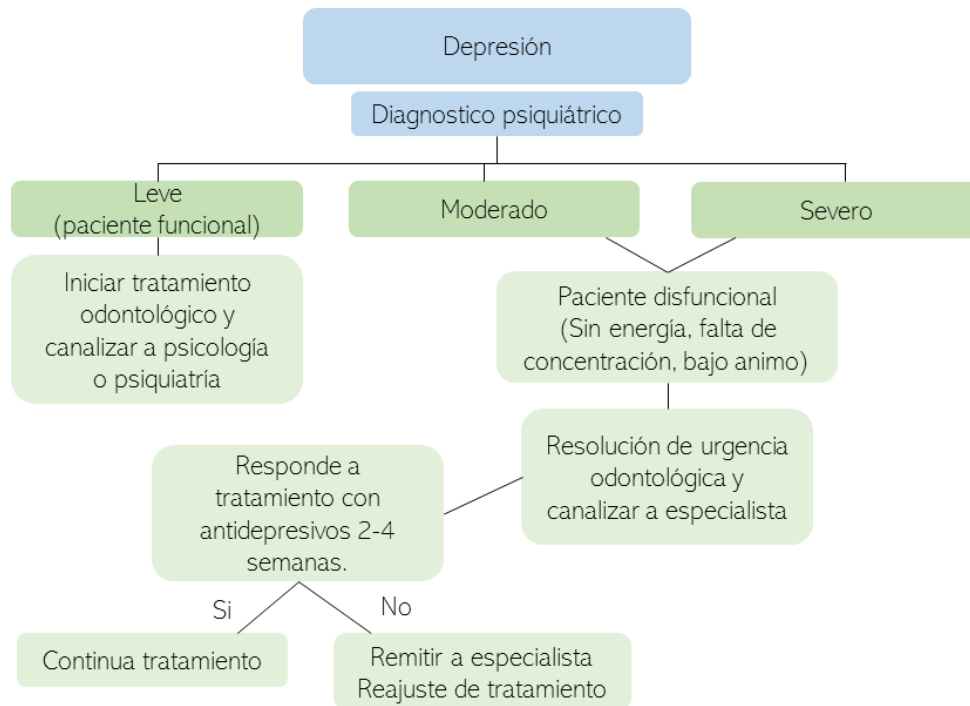 Depresión
Diagnostico psiquiátrico
Leve
(paciente funcional)
Moderado
Severo
Iniciar tratamiento
odontológico y
canalizar a psicología
o psiquiatría
Paciente disfuncional
(Sin energía, falta de
concentración, bajo animo)
Resolución de urgencia
odontológica y
canalizar a especialista
Responde a
tratamiento con
antidepresivos 2-4
semanas.
Si
No
Continua tratamiento
Remitir a especialista
Reajuste de tratamiento